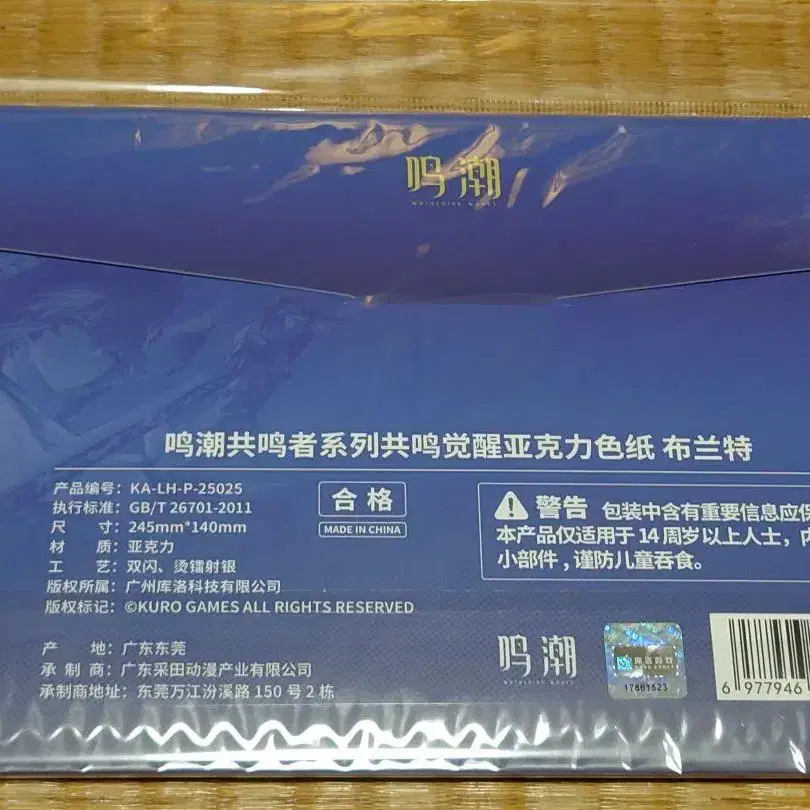 鸣潮
WUTHERING WAVES
鸣潮共鸣者系列共鸣觉醒亚克力色纸 布兰特
产品编号：KA-LH-P-25025
执行标准：GB/T 26701-2011
尺 寸：245mm*140mm
材 质：亚克力
工 艺：双闪、烫镭射银
版权所属：广州库洛科技有限公司
版权标记：©KURO GAMES ALL RIGHTS RESERVED
合格
MADE IN CHINA
警告 包装中含有重要信息应保
本产品仅适用于 14 周岁以上人士，内
小部件，谨防儿童吞食。
产 地：广东东莞
承 制 商：广东采田动漫产业有限公司
承制商地址：东莞万江汾溪路 150 号 2 栋
鸣潮
WUTHERING WAVES
库洛游戏
17861523
6 977946